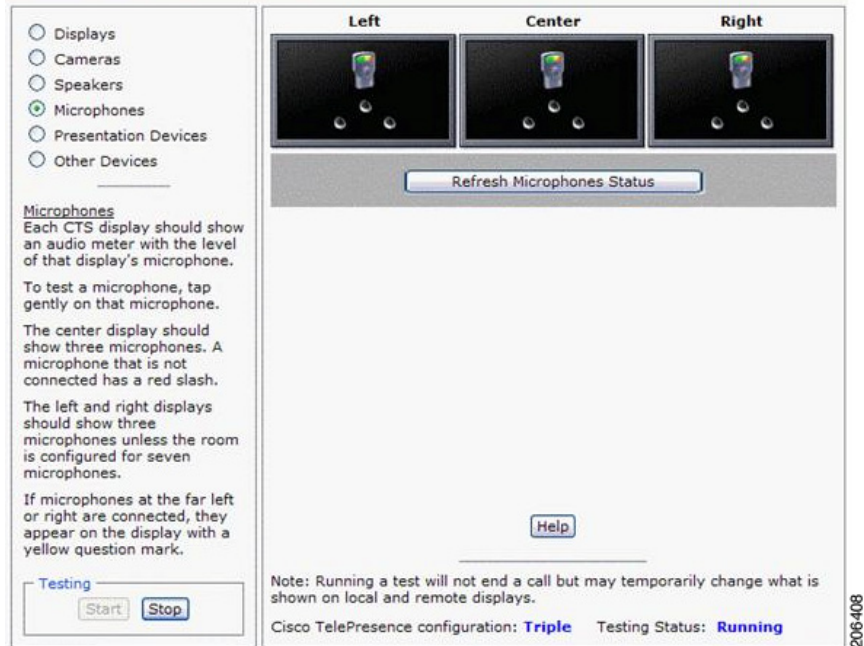 Displays
Cameras
Speakers
Microphones
Presentation Devices
Other Devices
Microphones
Each CTS display should show
an audio meter with the level
of that display's microphone.
To test a microphone, tap
gently on that microphone.
The center display should
show three microphones. A
microphone that is not
connected has a red slash.
The left and right displays
should show three
microphones unless the room
is configured for seven
microphones.
If microphones at the far left
or right are connected, they
appear on the display with a
yellow question mark.
Testing
Start Stop
Left Center Right
Refresh Microphones Status
Help
Note: Running a test will not end a call but may temporarily change what is
shown on local and remote displays.
Cisco TelePresence configuration: Triple Testing Status: Running
206408